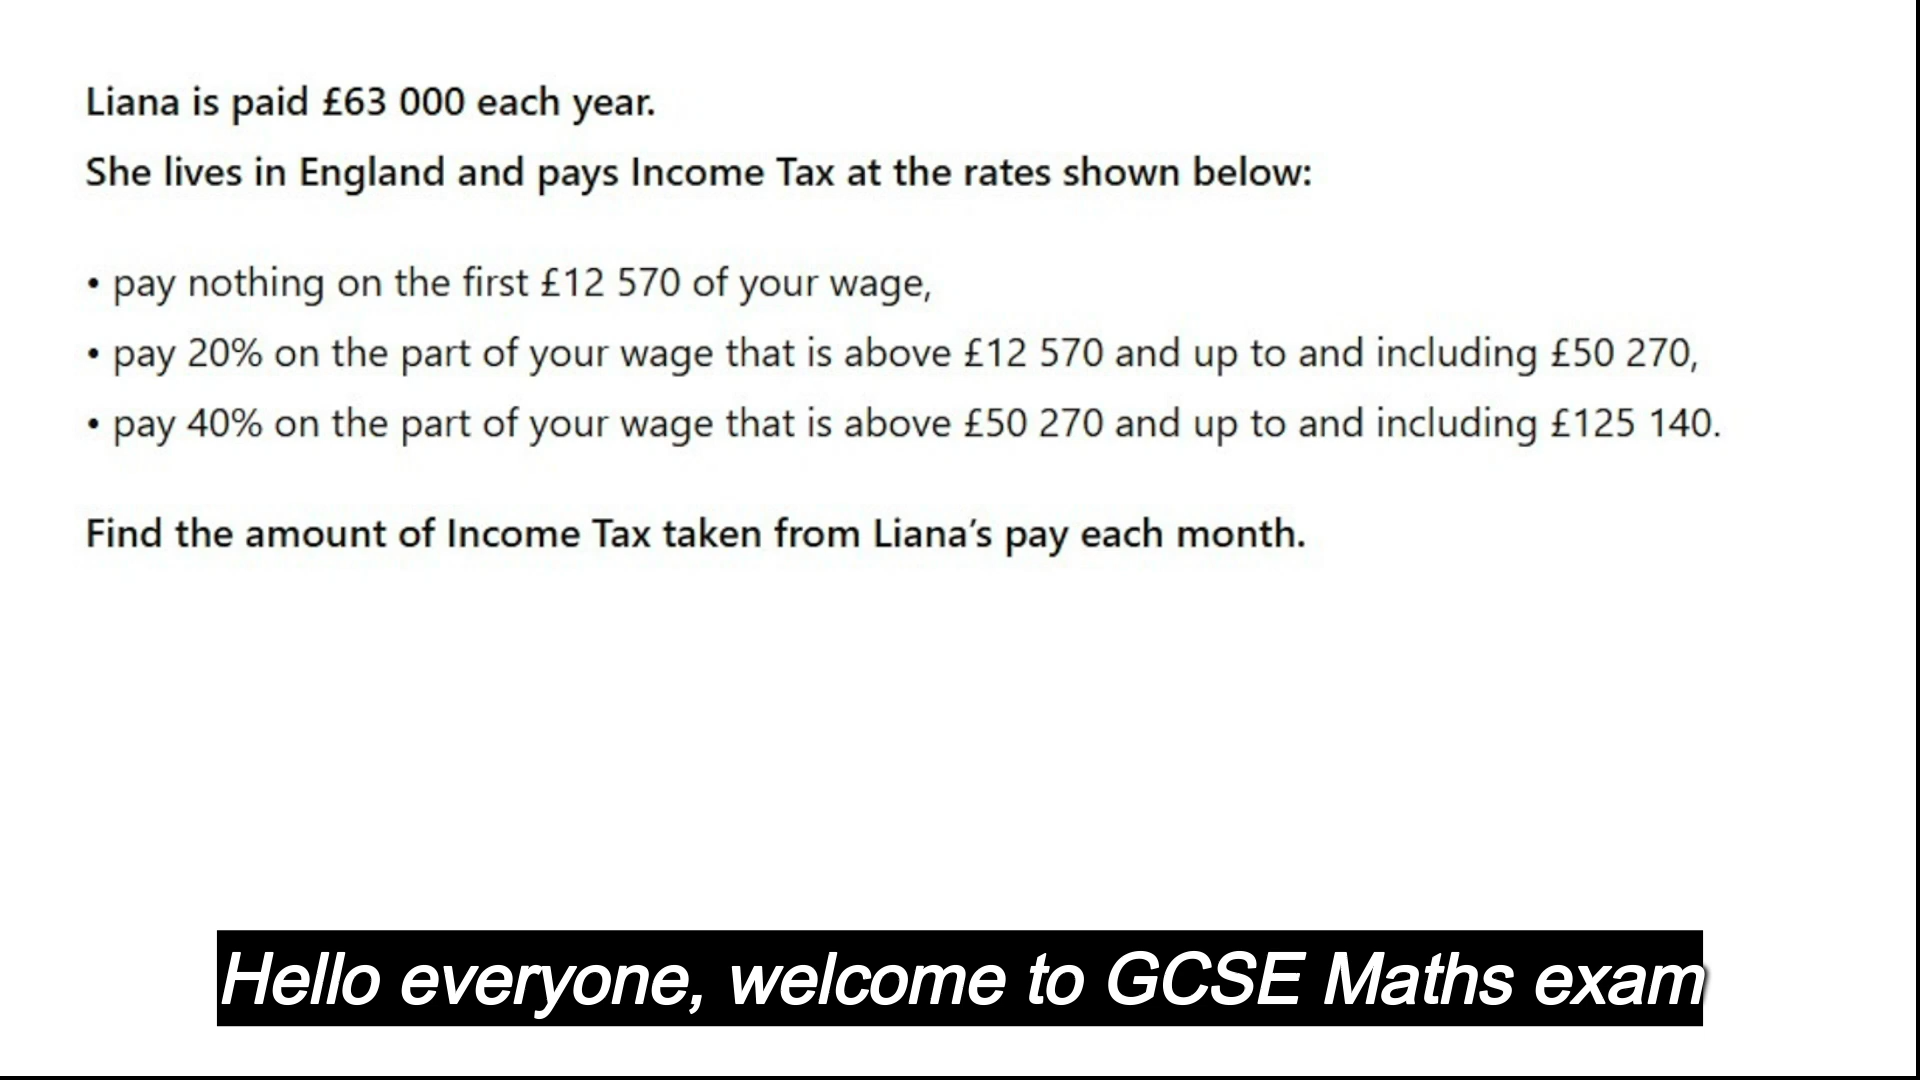 Liana is paid £63 000 each year.
She lives in England and pays Income Tax at the rates shown below:
• pay nothing on the first £12 570 of your wage,
• pay 20% on the part of your wage that is above £12 570 and up to and including £50 270,
• pay 40% on the part of your wage that is above £50 270 and up to and including £125 140.
Find the amount of Income Tax taken from Liana’s pay each month.
Hello everyone, welcome to GCSE Maths exam